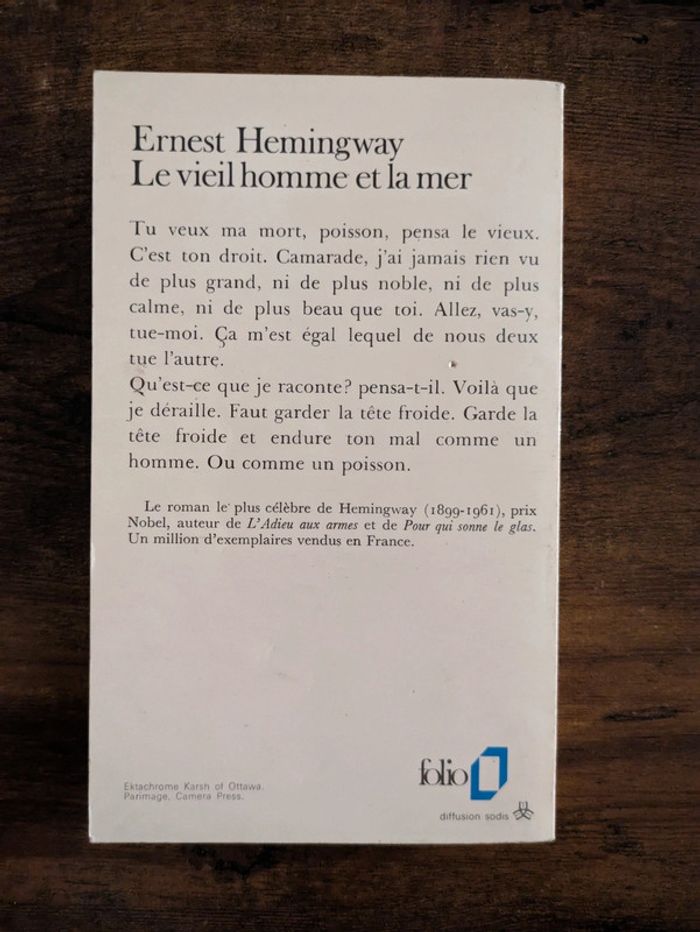 Ernest Hemingway
Le vieil homme et la mer
Tu veux ma mort, poisson, pensa le vieux.
C'est ton droit. Camarade, j'ai jamais rien vu
de plus grand, ni de plus noble, ni de plus
calme, ni de plus beau que toi. Allez, vas-y,
tue-moi. Ça m'est égal lequel de nous deux
tue l'autre.
Qu'est-ce que je raconte? pensa-t-il. Voilà que
je déraille. Faut garder la tête froide. Garde la
tête froide et endure ton mal comme un
homme. Ou comme un poisson.
Le roman le plus célèbre de Hemingway (1899-1961), prix
Nobel, auteur de L'Adieu aux armes et de Pour qui sonne le glas.
Un million d'exemplaires vendus en France.
Ektachrome Karsh of Ottawa.
Parimage, Camera Press.
folio
diffusion sodis